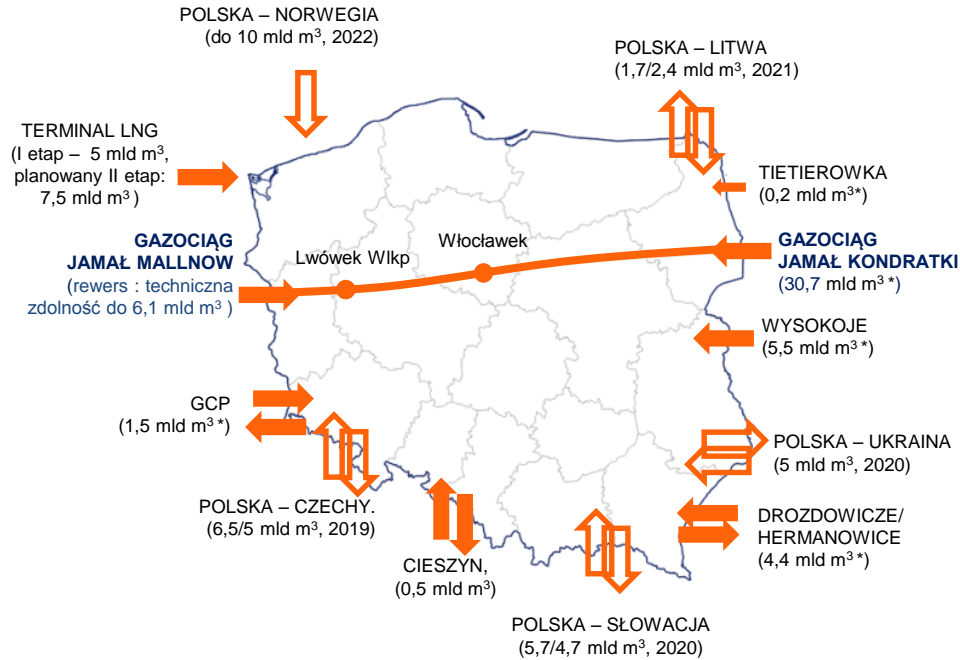 POLSKA – NORWEGIA
(do 10 mld m³, 2022)
POLSKA – LITWA
(1,7/2,4 mld m³, 2021)
TERMINAL LNG
(I etap – 5 mld m³,
planowany II etap:
7,5 mld m³ )
TIETIEROWKA
(0,2 mld m³*)
GAZOCIĄG
JAMAŁ MALLNOW
(rewers : techniczna
zdolność do 6,1 mld m³ )
Lwówek Wlkp
Włocławek
GAZOCIĄG
JAMAŁ KONDRATKI
(30,7 mld m³ *)
WYSOKOJE
(5,5 mld m³ *)
GCP
(1,5 mld m³ *)
POLSKA – UKRAINA
(5 mld m³, 2020)
POLSKA – CZECHY.
(6,5/5 mld m³, 2019)
DROZDOWICZE/
HERMANOWICE
(4,4 mld m³ *)
CIESZYN,
(0,5 mld m³)
POLSKA – SŁOWACJA
(5,7/4,7 mld m³, 2020)